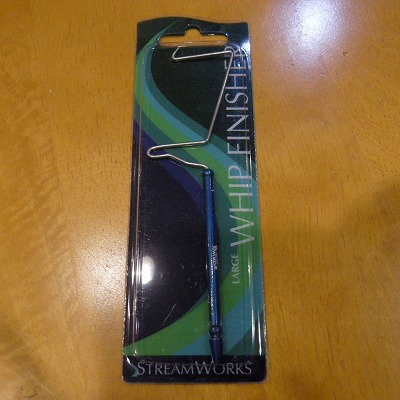 LARGE WHIP FINISHER
STREAMWORKS